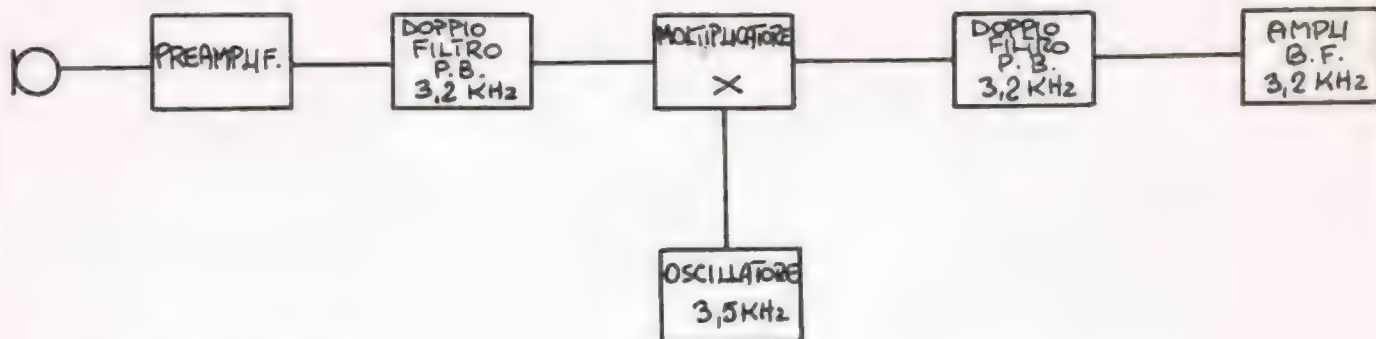 PREAMPLIF.
DOPPIO
FILTRO
P.B.
3,2 KHz
MOLTIPLICATORE
X
DOPPIO
FILTRO
P.B.
3,2 KHz
AMPLI
B.F.
3,2 KHz
OSCILLATORE
3,5 KHz